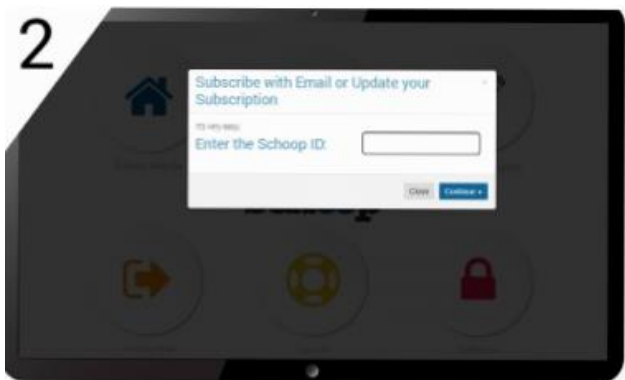 2
Subscribe with Email or Update your
Subscription
Enter the Schoop ID:
Close
Continue »